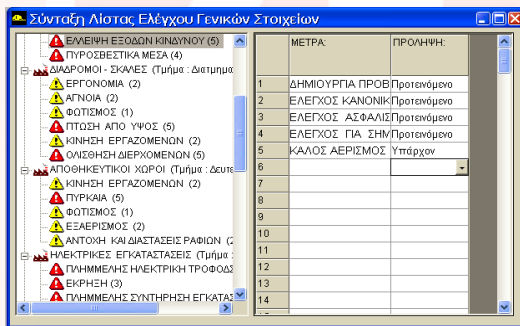 Σύνταξη Λίστας Ελέγχου Γενικών Στοιχείων
ΕΛΛΕΙΨΗ ΕΞΟΔΩΝ ΚΙΝΔΥΝΟΥ (5)
ΠΥΡΟΣΒΕΣΤΙΚΑ ΜΕΣΑ (4)
ΔΙΑΔΡΟΜΟΙ - ΣΚΑΛΕΣ (Τμήμα : Διατμημα
ΕΡΓΟΝΟΜΙΑ (2)
ΑΓΝΟΙΑ (2)
ΦΩΤΙΣΜΟΣ (1)
ΠΤΩΣΗ ΑΠΟ ΥΨΟΣ (5)
ΚΙΝΗΣΗ ΕΡΓΑΖΟΜΕΝΩΝ (2)
ΟΛΙΣΘΗΣΗ ΔΙΕΡΧΟΜΕΝΩΝ (5)
ΑΠΟΘΗΚΕΥΤΙΚΟΙ ΧΩΡΟΙ (Τμήμα : Δευτε
ΚΙΝΗΣΗ ΕΡΓΑΖΟΜΕΝΩΝ (2)
ΠΥΡΚΑΙΑ (5)
ΦΩΤΙΣΜΟΣ (1)
ΕΞΑΕΡΙΣΜΟΣ (2)
ΑΝΤΟΧΗ ΚΑΙ ΔΙΑΣΤΑΣΕΙΣ ΡΑΦΙΩΝ (2
ΗΛΕΚΤΡΙΚΕΣ ΕΓΚΑΤΑΣΤΑΣΕΙΣ (Τμήμα :
ΠΛΗΜΜΕΛΗΣ ΗΛΕΚΤΡΙΚΗ ΤΡΟΦΟΔΣ
ΕΚΡΗΞΗ (3)
ΠΛΗΜΜΕΛΗΣ ΣΥΝΤΗΡΗΣΗ ΕΓΚΑΤΑΣ
ΜΕΤΡΑ: ΠΡΟΛΗΨΗ:
1 ΔΗΜΙΟΥΡΓΙΑ ΠΡΟΒ Προτεινόμενο
2 ΕΛΕΓΧΟΣ ΚΑΝΟΝΙΚ Προτεινόμενο
3 ΕΛΕΓΧΟΣ ΑΣΦΑΛΙΣ Προτεινόμενο
4 ΕΛΕΓΧΟΣ ΓΙΑ ΣΗΜ Προτεινόμενο
5 ΚΑΛΟΣ ΑΕΡΙΣΜΟΣ Υπάρχον
6
7
8
9
10
11
12
13
14